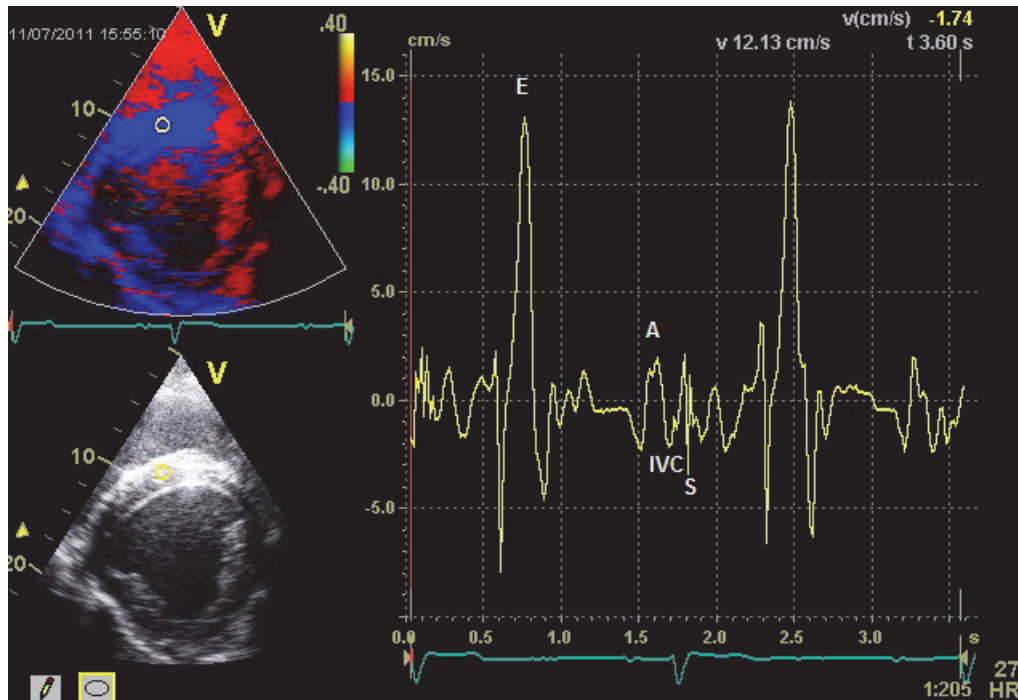 11/07/2011 15:55:10
V
.40
-.40
10
20
V
10
20
v(cm/s) -1.74
v 12.13 cm/s t 3.60 s
cm/s
15.0
10.0
5.0
0.0
-5.0
E
A
IVC
S
0.0 0.5 1.0 1.5 2.0 2.5 3.0 s
27
1:205 HR